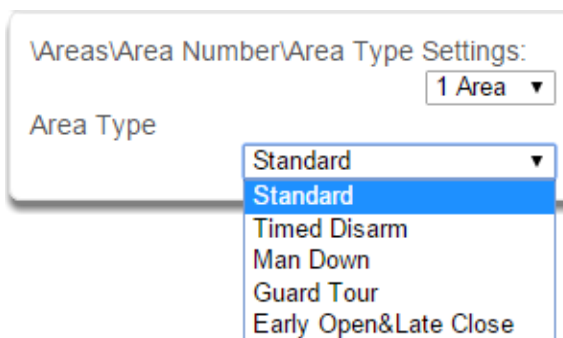 \Areas\Area Number\Area Type Settings:
1 Area
Area Type
Standard
Standard
Timed Disarm
Man Down
Guard Tour
Early Open&Late Close